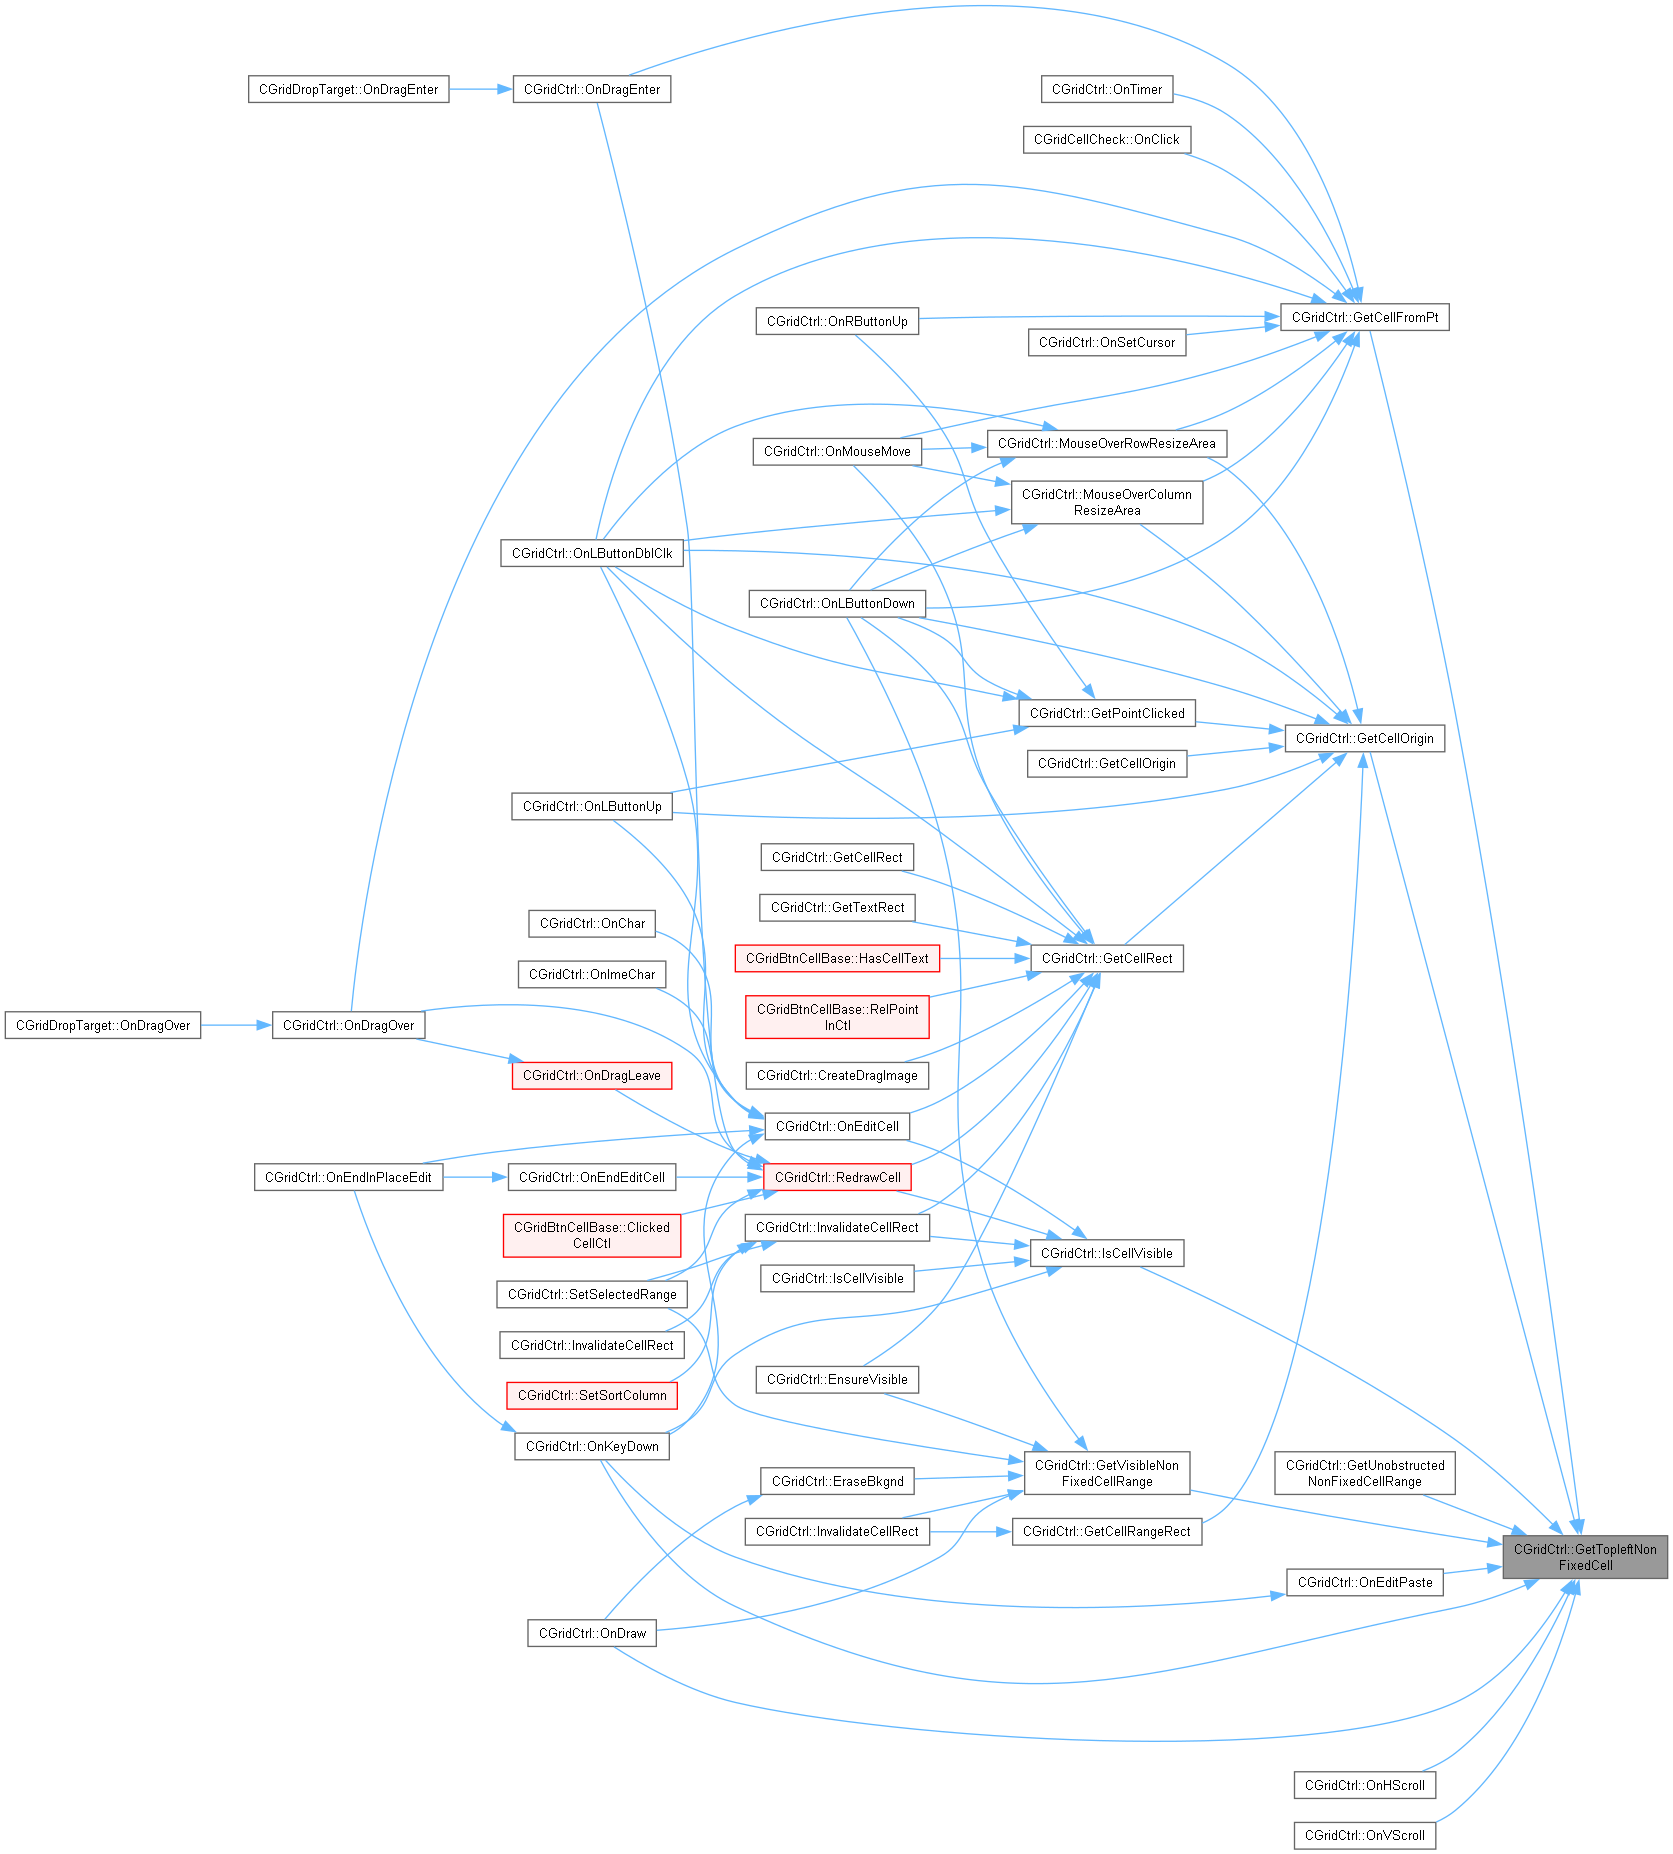 CGridDropTarget::OnDragEnter
CGridCtrl::OnDragEnter
CGridCtrl::OnTimer
CGridCellCheck::OnClick
CGridCtrl::GetCellFromPt
CGridCtrl::OnRButtonUp
CGridCtrl::OnSetCursor
CGridCtrl::MouseOverRowResizeArea
CGridCtrl::OnMouseMove
CGridCtrl::MouseOverColumn
ResizeArea
CGridCtrl::OnLButtonDblClk
CGridCtrl::OnLButtonDown
CGridCtrl::GetPointClicked
CGridCtrl::GetCellOrigin
CGridCtrl::GetCellOrigin
CGridCtrl::OnLButtonUp
CGridCtrl::GetCellRect
CGridCtrl::GetTextRect
CGridCtrl::OnChar
CGridBtnCellBase::HasCellText
CGridCtrl::GetCellRect
CGridCtrl::OnImeChar
CGridBtnCellBase::RelPoint
InCtl
CGridDropTarget::OnDragOver
CGridCtrl::OnDragOver
CGridCtrl::OnDragLeave
CGridCtrl::CreateDragImage
CGridCtrl::OnEditCell
CGridCtrl::OnEndInPlaceEdit
CGridCtrl::OnEndEditCell
CGridCtrl::RedrawCell
CGridBtnCellBase::Clicked
CellCtl
CGridCtrl::InvalidateCellRect
CGridCtrl::IsCellVisible
CGridCtrl::IsCellVisible
CGridCtrl::SetSelectedRange
CGridCtrl::InvalidateCellRect
CGridCtrl::EnsureVisible
CGridCtrl::SetSortColumn
CGridCtrl::OnKeyDown
CGridCtrl::GetVisibleNon
FixedCellRange
CGridCtrl::GetUnobstructed
NonFixedCellRange
CGridCtrl::EraseBkgnd
CGridCtrl::InvalidateCellRect
CGridCtrl::GetCellRangeRect
CGridCtrl::GetTopleftNon
FixedCell
CGridCtrl::OnEditPaste
CGridCtrl::OnDraw
CGridCtrl::OnHScroll
CGridCtrl::OnVScroll